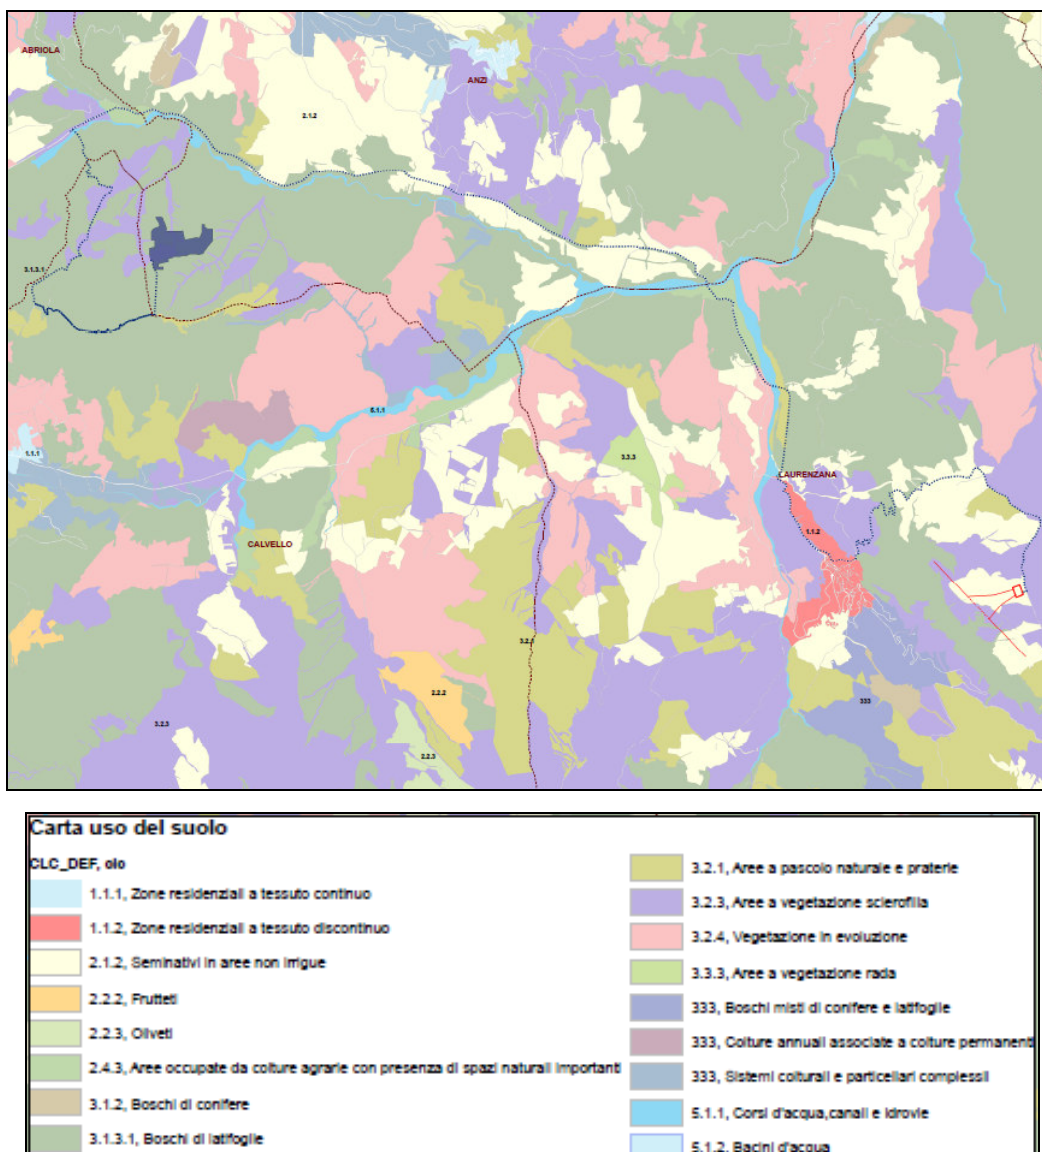 ABRIOLA
ANZI
2.1.2
3.1.3.1
5.1.1
1.1.1
3.3.3
LAURENZANA
1.1.2
CALVELLO
3.2.1
2.2.2
333
3.2.3
2.2.3
Carta uso del suolo
CLC_DEF, olo
1.1.1, Zone residenziali a tessuto continuo
1.1.2, Zone residenziali a tessuto discontinuo
2.1.2, Seminativi in aree non irrigue
2.2.2, Frutteti
2.2.3, Oliveti
2.4.3, Aree occupate da colture agrarie con presenza di spazi naturali importanti
3.1.2, Boschi di conifere
3.1.3.1, Boschi di latifoglie
3.2.1, Aree a pascolo naturale e praterie
3.2.3, Aree a vegetazione sclerofilla
3.2.4, Vegetazione in evoluzione
3.3.3, Aree a vegetazione rada
333, Boschi misti di conifere e latifoglie
333, Colture annuali associate a colture permanenti
333, Sistemi colturali e particellari complessii
5.1.1, Corsi d'acqua,canali e idrovie
5.1.2, Bacini d'acqua